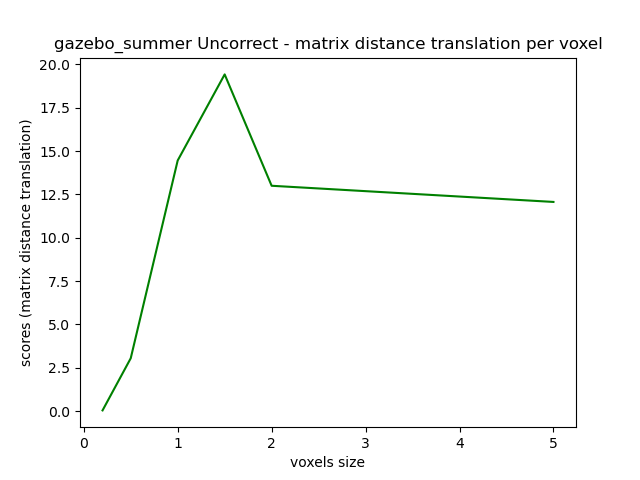 gazebo_summer Uncorrect - matrix distance translation per voxel
20.0
17.5
15.0
12.5
10.0
7.5
5.0
2.5
0.0
scores (matrix distance translation)
0 1 2 3 4 5
voxels size